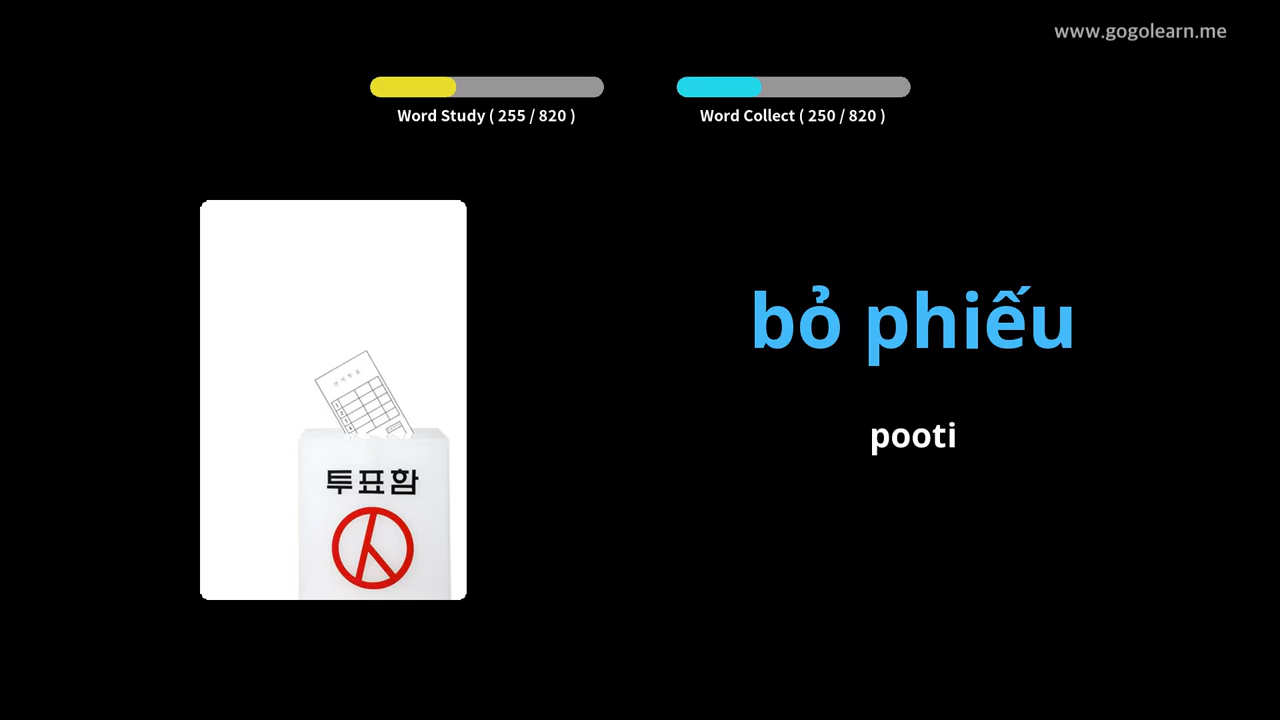 www.gogolearn.me
Word Study ( 255 / 820 )
Word Collect ( 250 / 820 )
bỏ phiếu
pooti
투표함